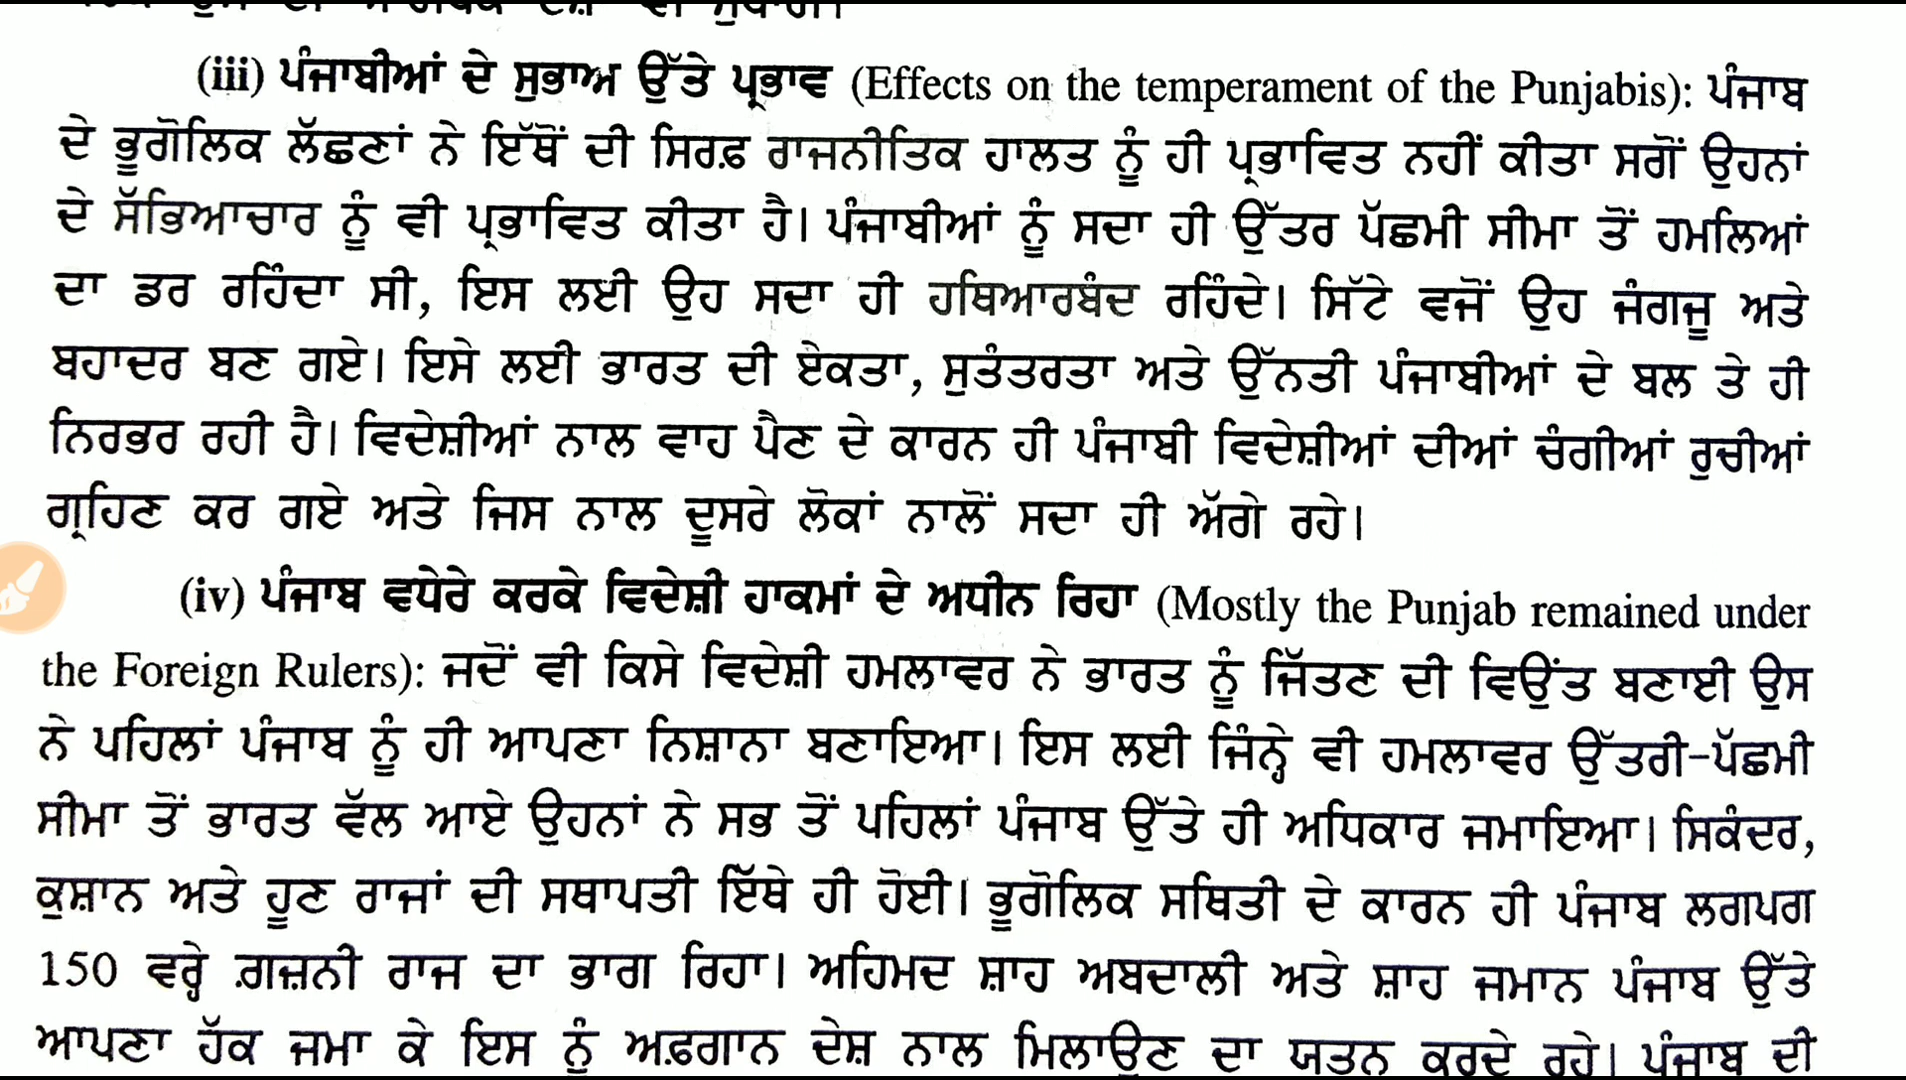 (iii) ਪੰਜਾਬੀਆਂ ਦੇ ਸੁਭਾਅ ਉੱਤੇ ਪ੍ਰਭਾਵ (Effects on the temperament of the Punjabis): ਪੰਜਾਬ
ਦੇ ਭੂਗੋਲਿਕ ਲੱਛਣਾਂ ਨੇ ਇੱਥੋਂ ਦੀ ਸਿਰਫ਼ ਰਾਜਨੀਤਿਕ ਹਾਲਤ ਨੂੰ ਹੀ ਪ੍ਰਭਾਵਿਤ ਨਹੀਂ ਕੀਤਾ ਸਗੋਂ ਉਹਨਾਂ
ਦੇ ਸੱਭਿਆਚਾਰ ਨੂੰ ਵੀ ਪ੍ਰਭਾਵਿਤ ਕੀਤਾ ਹੈ। ਪੰਜਾਬੀਆਂ ਨੂੰ ਸਦਾ ਹੀ ਉੱਤਰ ਪੱਛਮੀ ਸੀਮਾ ਤੋਂ ਹਮਲਿਆਂ
ਦਾ ਡਰ ਰਹਿੰਦਾ ਸੀ, ਇਸ ਲਈ ਉਹ ਸਦਾ ਹੀ ਹਥਿਆਰਬੰਦ ਰਹਿੰਦੇ। ਸਿੱਟੇ ਵਜੋਂ ਉਹ ਜੰਗਜੂ ਅਤੇ
ਬਹਾਦਰ ਬਣ ਗਏ। ਇਸੇ ਲਈ ਭਾਰਤ ਦੀ ਏਕਤਾ, ਸੁਤੰਤਰਤਾ ਅਤੇ ਉੱਨਤੀ ਪੰਜਾਬੀਆਂ ਦੇ ਬਲ ਤੇ ਹੀ
ਨਿਰਭਰ ਰਹੀ ਹੈ। ਵਿਦੇਸ਼ੀਆਂ ਨਾਲ ਵਾਹ ਪੈਣ ਦੇ ਕਾਰਨ ਹੀ ਪੰਜਾਬੀ ਵਿਦੇਸ਼ੀਆਂ ਦੀਆਂ ਚੰਗੀਆਂ ਰੁਚੀਆਂ
ਗ੍ਰਹਿਣ ਕਰ ਗਏ ਅਤੇ ਜਿਸ ਨਾਲ ਦੂਸਰੇ ਲੋਕਾਂ ਨਾਲੋਂ ਸਦਾ ਹੀ ਅੱਗੇ ਰਹੇ।
(iv) ਪੰਜਾਬ ਵਧੇਰੇ ਕਰਕੇ ਵਿਦੇਸ਼ੀ ਹਾਕਮਾਂ ਦੇ ਅਧੀਨ ਰਿਹਾ (Mostly the Punjab remained under
the Foreign Rulers): ਜਦੋਂ ਵੀ ਕਿਸੇ ਵਿਦੇਸ਼ੀ ਹਮਲਾਵਰ ਨੇ ਭਾਰਤ ਨੂੰ ਜਿੱਤਣ ਦੀ ਵਿਉਂਤ ਬਣਾਈ ਉਸ
ਨੇ ਪਹਿਲਾਂ ਪੰਜਾਬ ਨੂੰ ਹੀ ਆਪਣਾ ਨਿਸ਼ਾਨਾ ਬਣਾਇਆ। ਇਸ ਲਈ ਜਿੰਨ੍ਹੇ ਵੀ ਹਮਲਾਵਰ ਉੱਤਰੀ-ਪੱਛਮੀ
ਸੀਮਾ ਤੋਂ ਭਾਰਤ ਵੱਲ ਆਏ ਉਹਨਾਂ ਨੇ ਸਭ ਤੋਂ ਪਹਿਲਾਂ ਪੰਜਾਬ ਉੱਤੇ ਹੀ ਅਧਿਕਾਰ ਜਮਾਇਆ। ਸਿਕੰਦਰ,
ਕੁਸ਼ਾਨ ਅਤੇ ਹੂਣ ਰਾਜਾਂ ਦੀ ਸਥਾਪਤੀ ਇੱਥੇ ਹੀ ਹੋਈ। ਭੂਗੋਲਿਕ ਸਥਿਤੀ ਦੇ ਕਾਰਨ ਹੀ ਪੰਜਾਬ ਲਗਪਗ
150 ਵਰ੍ਹੇ ਗ਼ਜ਼ਨੀ ਰਾਜ ਦਾ ਭਾਗ ਰਿਹਾ। ਅਹਿਮਦ ਸ਼ਾਹ ਅਬਦਾਲੀ ਅਤੇ ਸ਼ਾਹ ਜਮਾਨ ਪੰਜਾਬ ਉੱਤੇ
ਆਪਣਾ ਹੱਕ ਜਮਾ ਕੇ ਇਸ ਨੂੰ ਅਫ਼ਗਾਨ ਦੇਸ਼ ਨਾਲ ਮਿਲਾਉਣ ਦਾ ਯਤਨ ਕਰਦੇ ਰਹੇ। ਪੰਜਾਬ ਦੀ